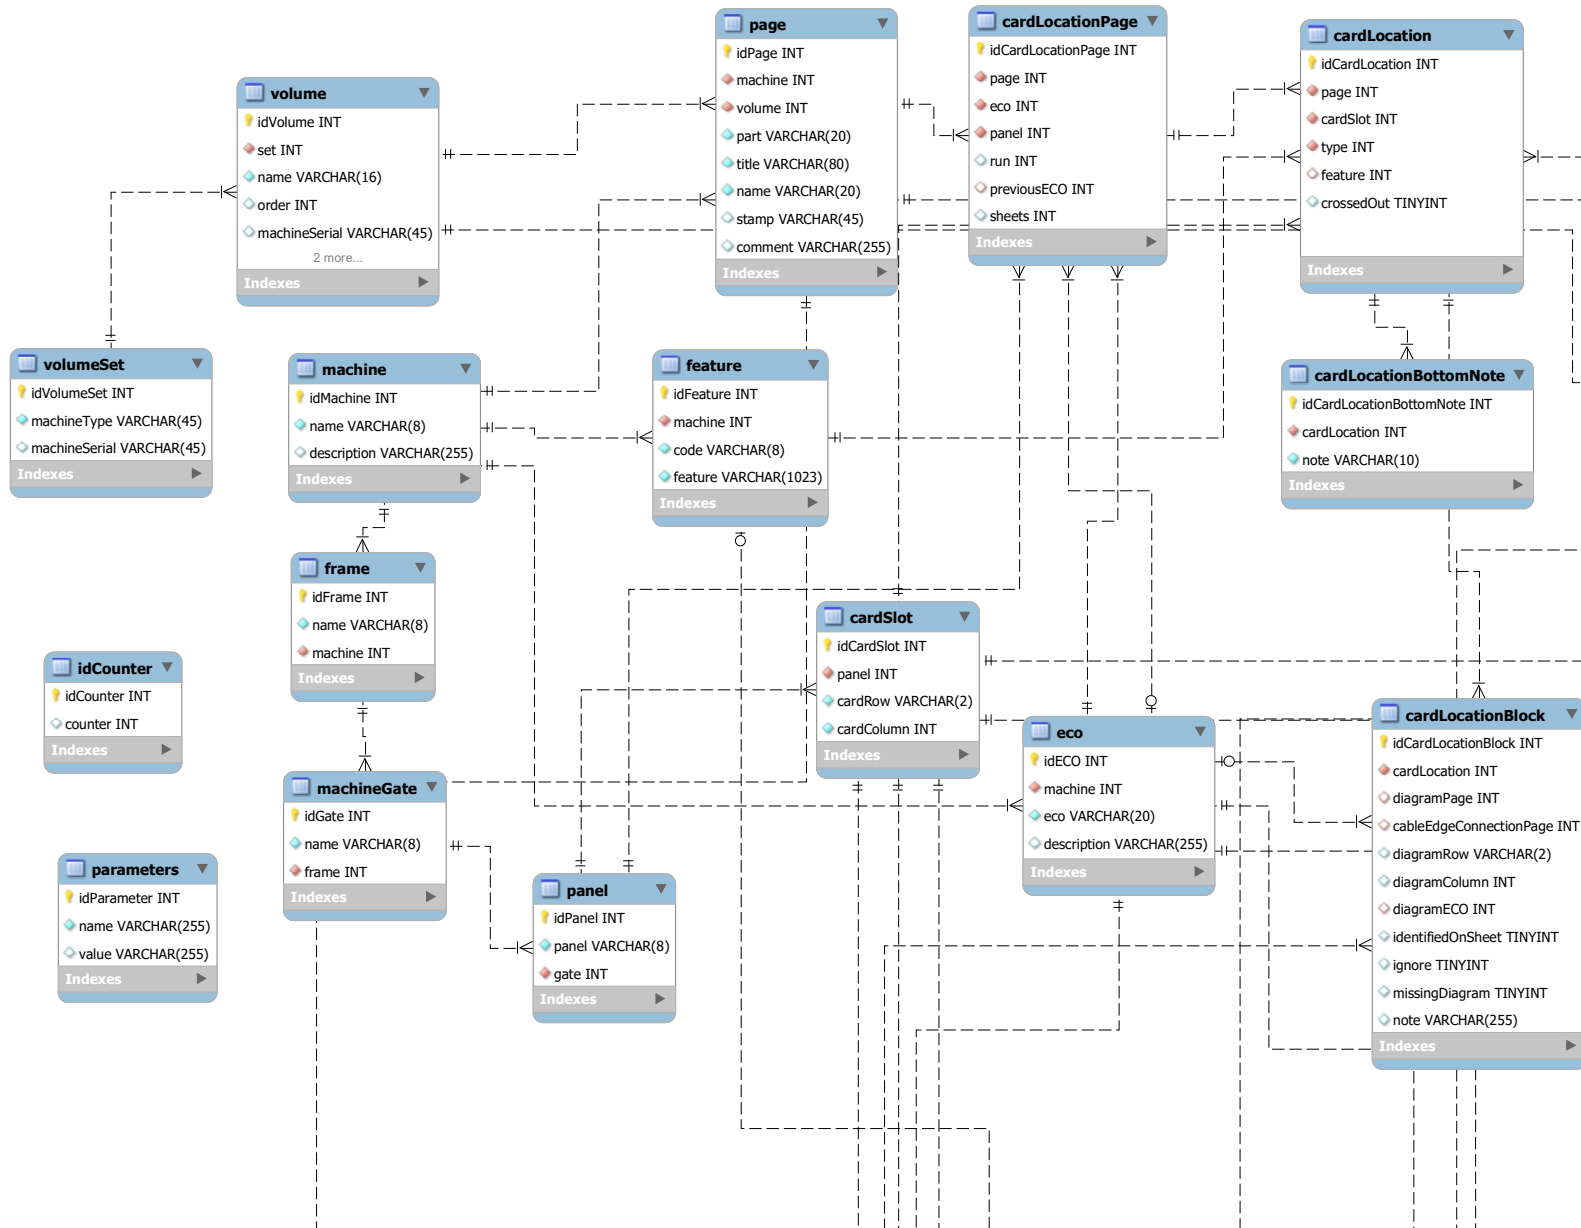 page
idPage INT
machine INT
volume INT
part VARCHAR(20)
title VARCHAR(80)
name VARCHAR(20)
stamp VARCHAR(45)
comment VARCHAR(255)
Indexes
cardLocationPage
idCardLocationPage INT
page INT
eco INT
panel INT
run INT
previousECO INT
sheets INT
Indexes
cardLocation
idCardLocation INT
page INT
cardSlot INT
type INT
feature INT
crossedOut TINYINT
Indexes
volume
idVolume INT
set INT
name VARCHAR(16)
order INT
machineSerial VARCHAR(45)
2 more...
Indexes
volumeSet
idVolumeSet INT
machineType VARCHAR(45)
machineSerial VARCHAR(45)
Indexes
machine
idMachine INT
name VARCHAR(8)
description VARCHAR(255)
Indexes
feature
idFeature INT
machine INT
code VARCHAR(8)
feature VARCHAR(1023)
Indexes
cardLocationBottomNote
idCardLocationBottomNote INT
cardLocation INT
note VARCHAR(10)
Indexes
frame
idFrame INT
name VARCHAR(8)
machine INT
Indexes
cardSlot
idCardSlot INT
panel INT
cardRow VARCHAR(2)
cardColumn INT
Indexes
idCounter
idCounter INT
counter INT
Indexes
eco
idECO INT
machine INT
eco VARCHAR(20)
description VARCHAR(255)
Indexes
cardLocationBlock
idCardLocationBlock INT
cardLocation INT
diagramPage INT
cableEdgeConnectionPage INT
diagramRow VARCHAR(2)
diagramColumn INT
diagramECO INT
identifiedOnSheet TINYINT
ignore TINYINT
missingDiagram TINYINT
note VARCHAR(255)
Indexes
machineGate
idGate INT
name VARCHAR(8)
frame INT
Indexes
parameters
idParameter INT
name VARCHAR(255)
value VARCHAR(255)
Indexes
panel
idPanel INT
panel VARCHAR(8)
gate INT
Indexes